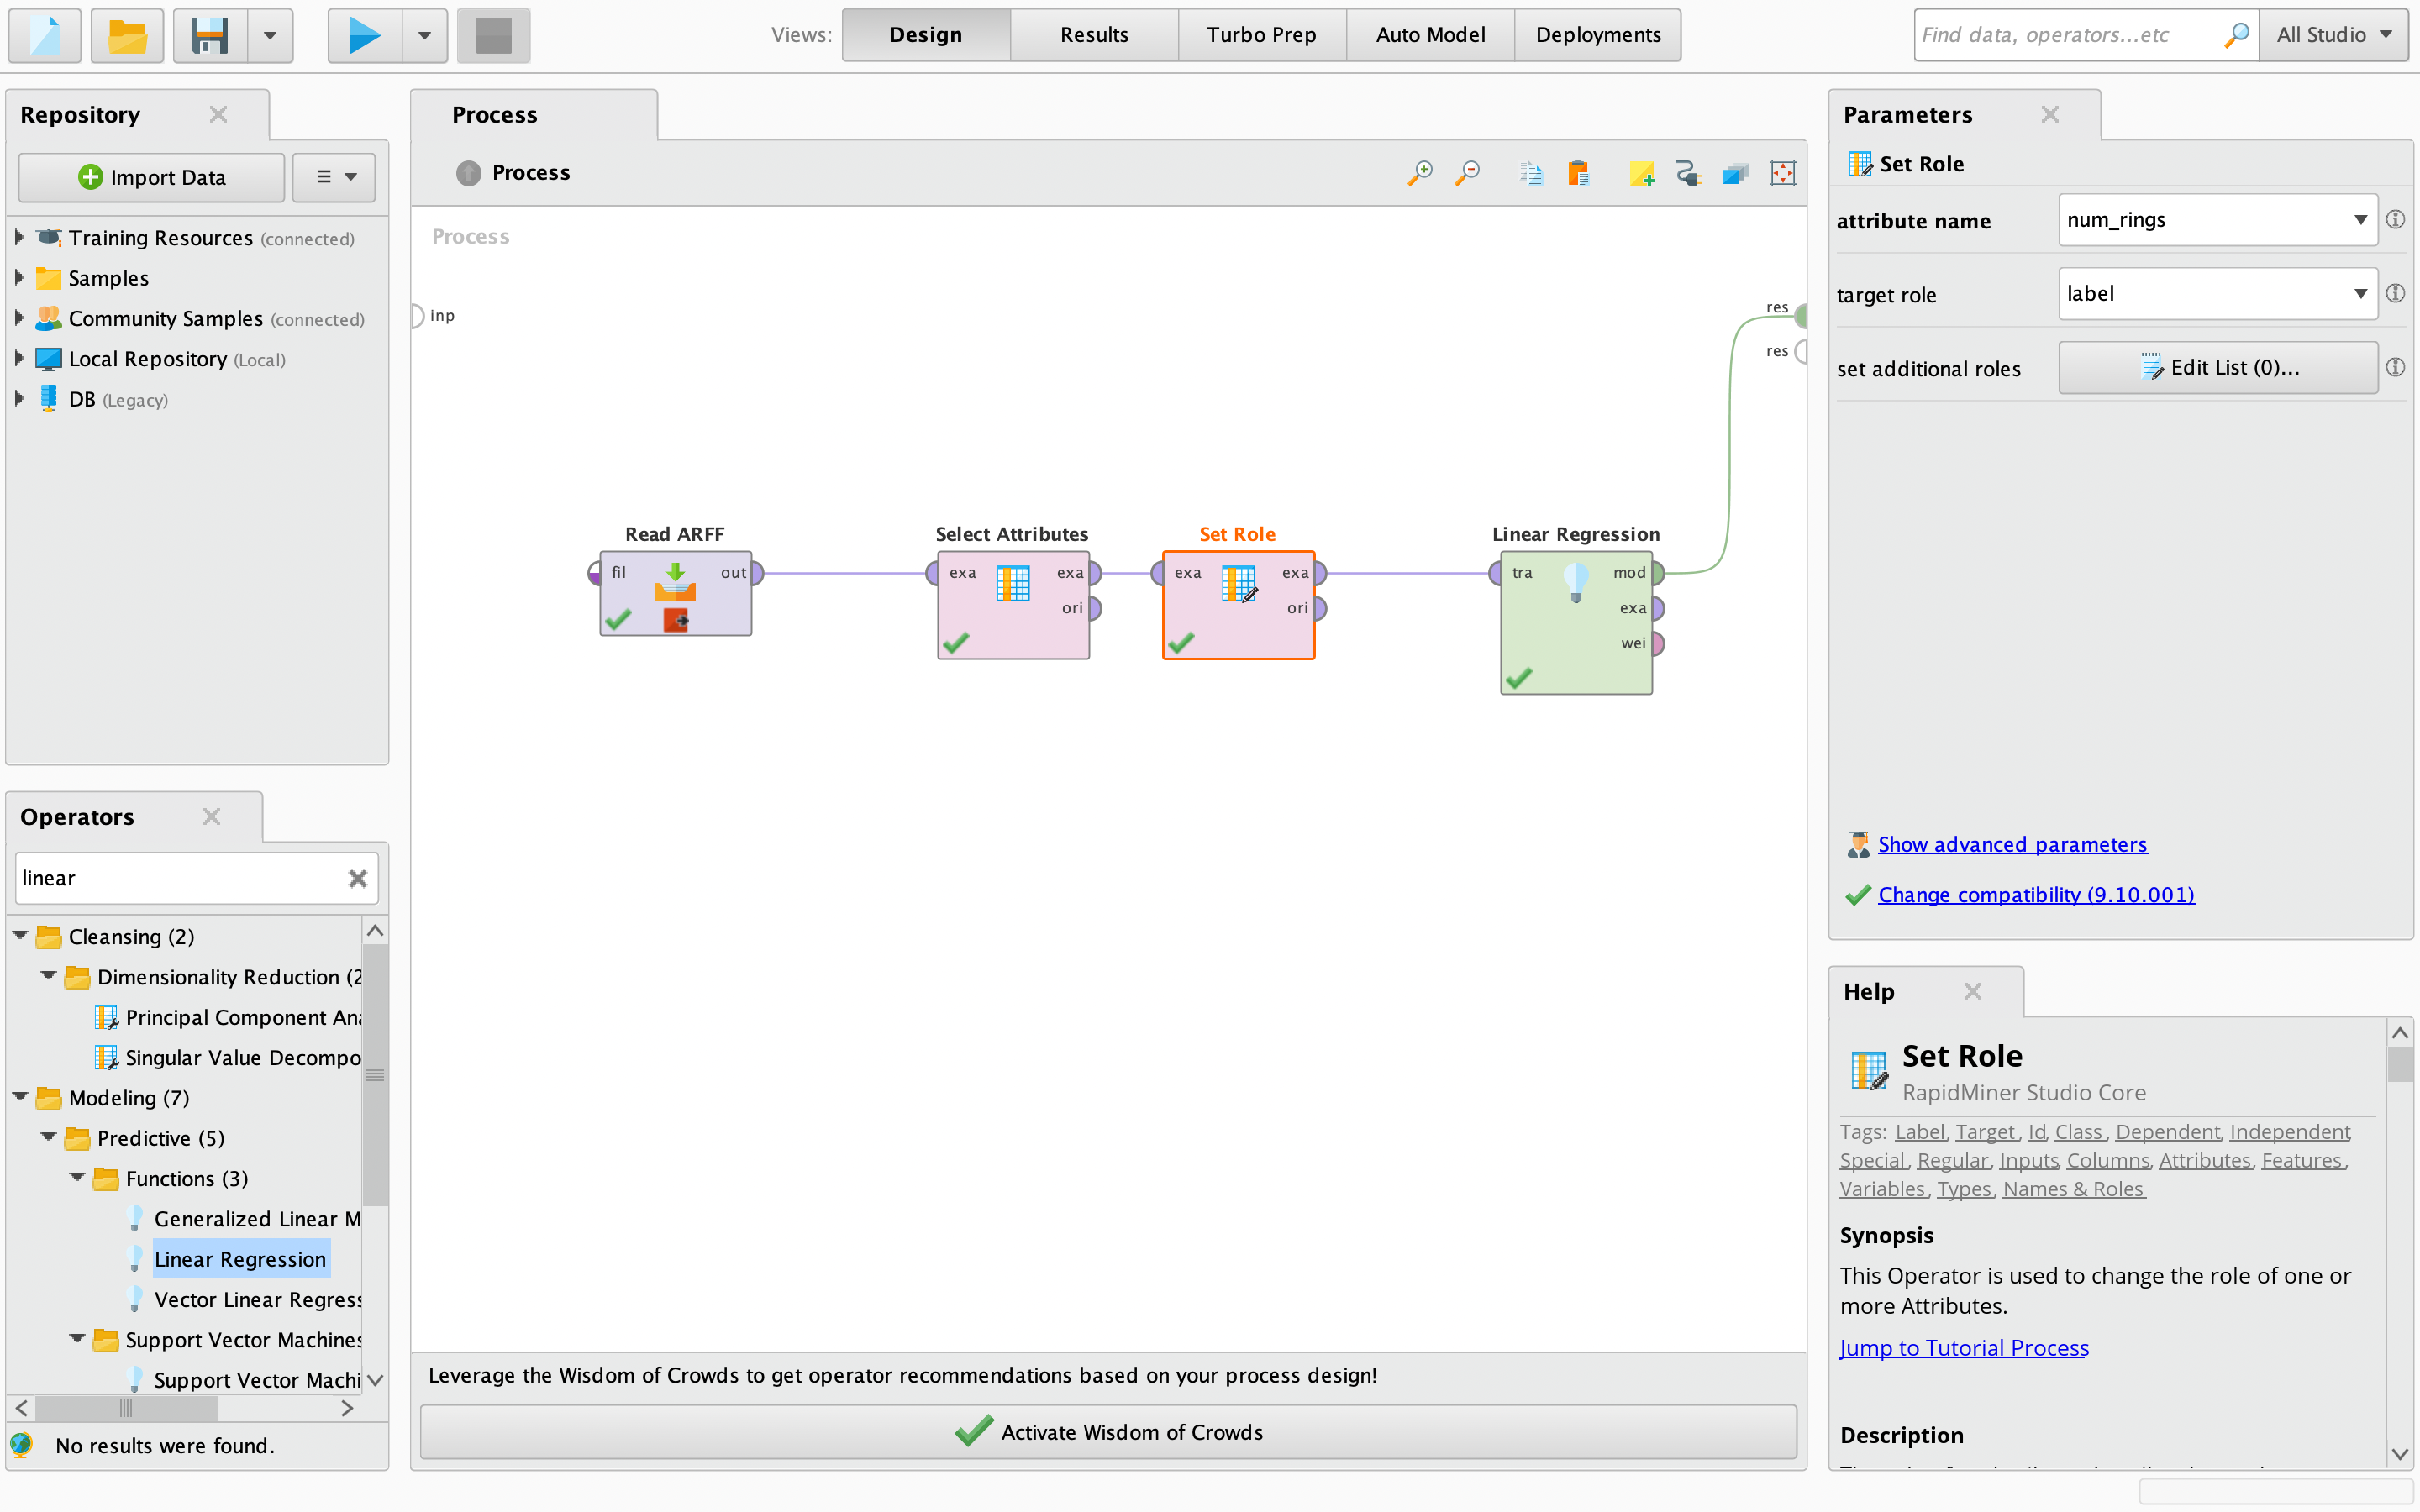 Views:
Design
Results
Turbo Prep
Auto Model
Deployments
Find data, operators...etc
All Studio
Repository
Import Data
Training Resources (connected)
Samples
Community Samples (connected)
Local Repository (Local)
DB (Legacy)
Operators
linear
Cleansing (2)
Dimensionality Reduction (2
Principal Component Ana
Singular Value Decompo
Modeling (7)
Predictive (5)
Functions (3)
Generalized Linear M
Linear Regression
Vector Linear Regress
Support Vector Machines
Support Vector Machi
No results were found.
Process
Process
Process
inp
res
res
Read ARFF
fil out
Select Attributes
exa exa
ori
Set Role
exa exa
ori
Linear Regression
tra mod
exa
wei
Leverage the Wisdom of Crowds to get operator recommendations based on your process design!
Activate Wisdom of Crowds
Parameters
Set Role
attribute name num_rings
target role label
set additional roles Edit List (0)...
Show advanced parameters
Change compatibility (9.10.001)
Help
Set Role
RapidMiner Studio Core
Tags: Label, Target, Id, Class, Dependent, Independent,
Special, Regular, Inputs, Columns, Attributes, Features,
Variables, Types, Names & Roles
Synopsis
This Operator is used to change the role of one or
more Attributes.
Jump to Tutorial Process
Description